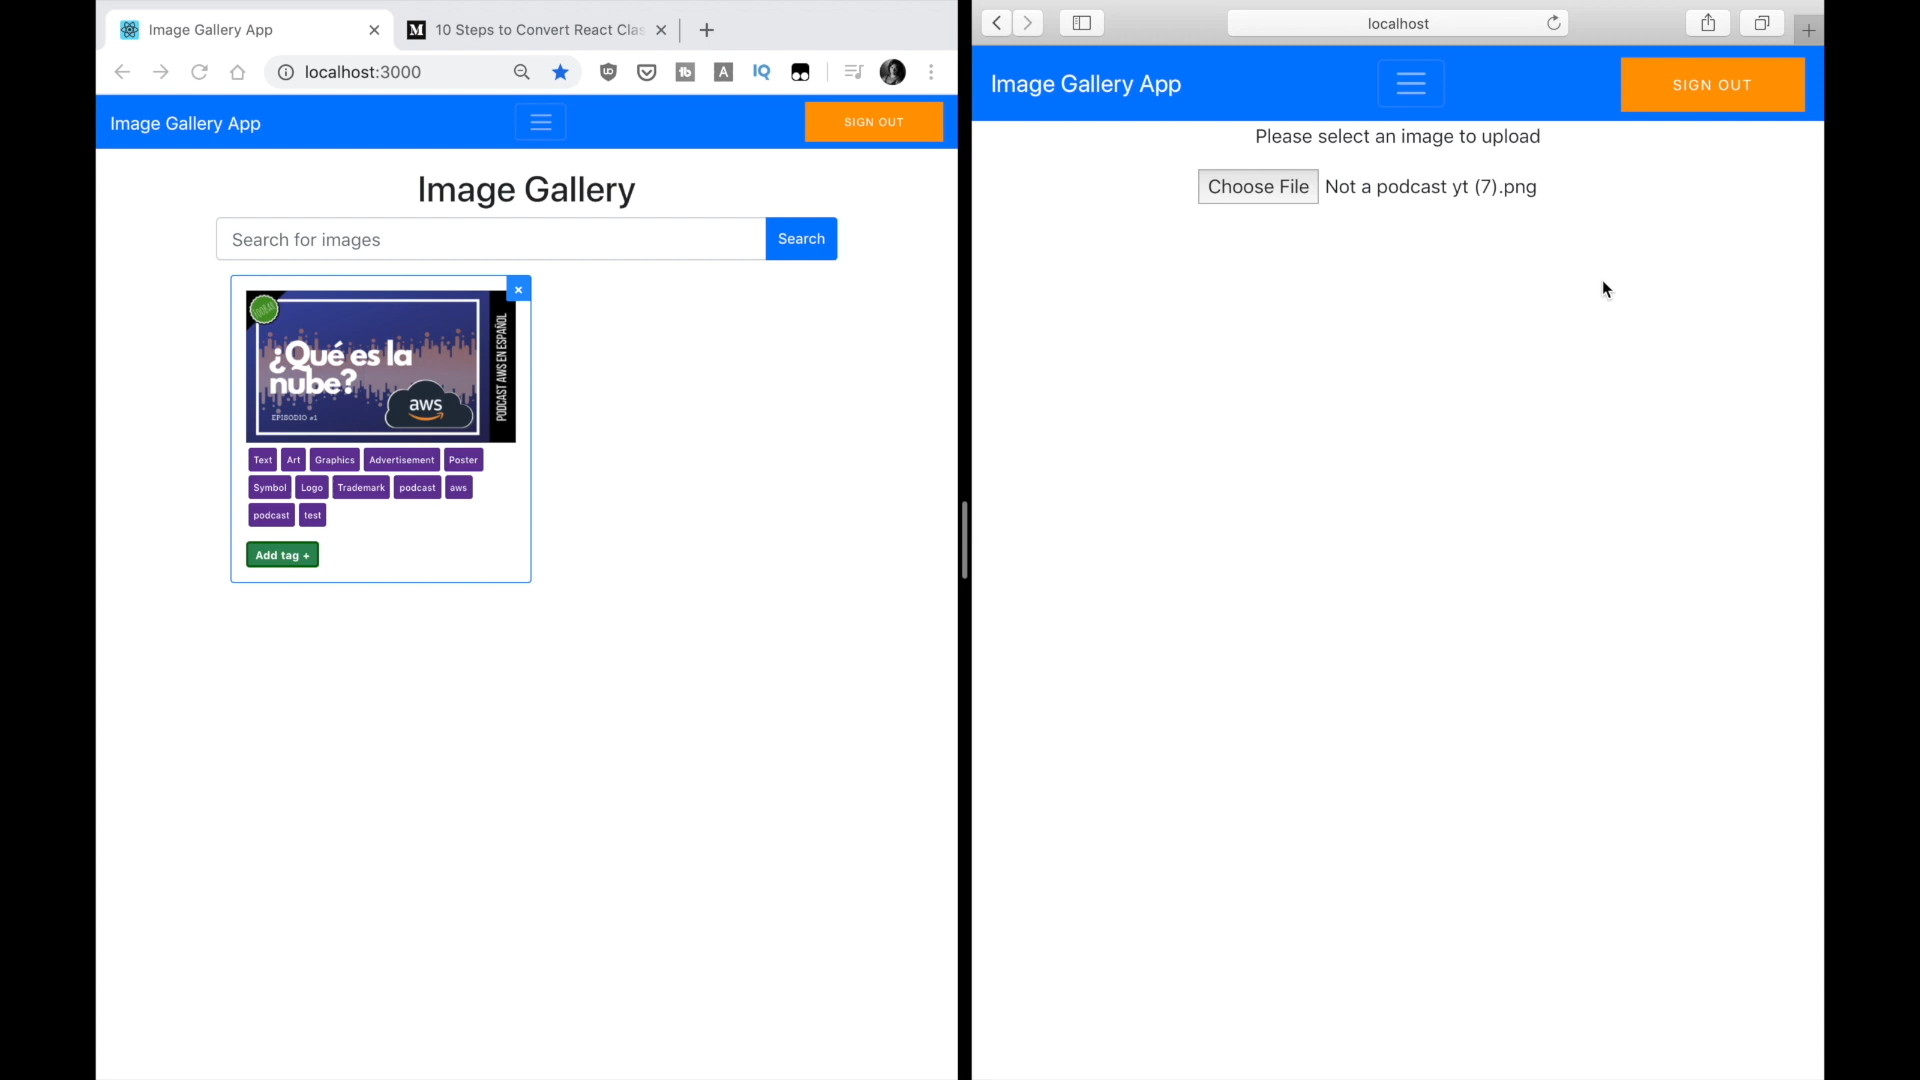 Image Gallery App
10 Steps to Convert React Clas
localhost:3000
Image Gallery App
SIGN OUT
Image Gallery
Search for images
Search
¿Qué es la
nube?
EPISODIO #1
aws
PODCAST AWS EN ESPAÑOL
Text Art Graphics Advertisement Poster
Symbol Logo Trademark podcast aws
podcast test
Add tag +
localhost
Image Gallery App
SIGN OUT
Please select an image to upload
Choose File Not a podcast yt (7).png